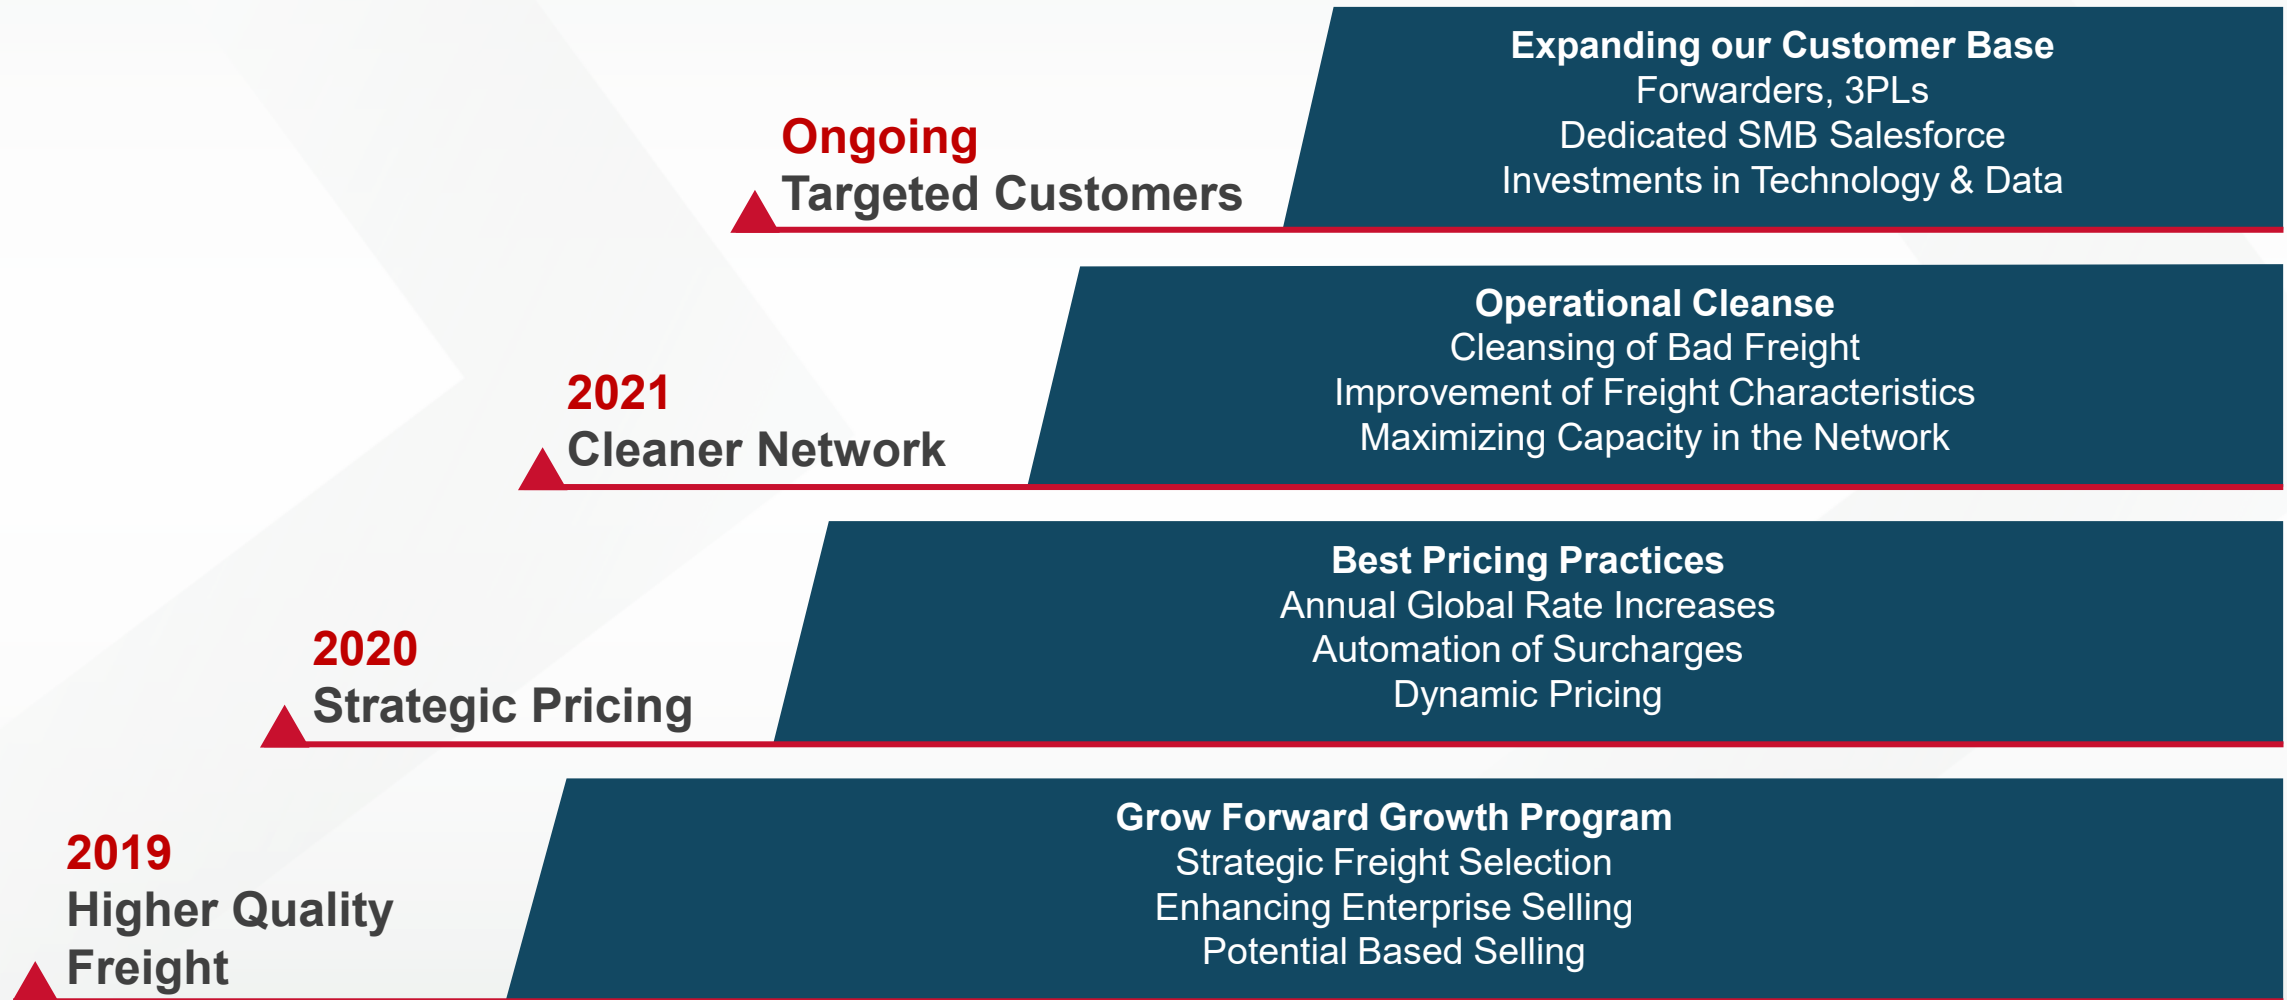 Ongoing
Targeted Customers
Expanding our Customer Base
Forwarders, 3PLs
Dedicated SMB Salesforce
Investments in Technology & Data
2021
Cleaner Network
Operational Cleanse
Cleansing of Bad Freight
Improvement of Freight Characteristics
Maximizing Capacity in the Network
2020
Strategic Pricing
Best Pricing Practices
Annual Global Rate Increases
Automation of Surcharges
Dynamic Pricing
2019
Higher Quality
Freight
Grow Forward Growth Program
Strategic Freight Selection
Enhancing Enterprise Selling
Potential Based Selling